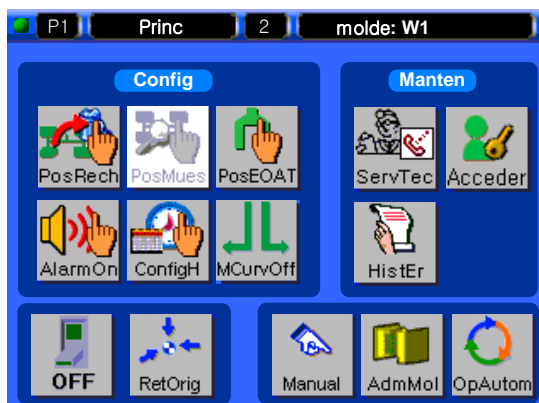 P1 Princ 2 molde: W1
Config
PosRech PosMues PosEOAT
AlarmOn ConfigH MCurvOff
Manten
ServTec Acceder
HistEr
OFF RetOrig
Manual AdmMol OpAutom